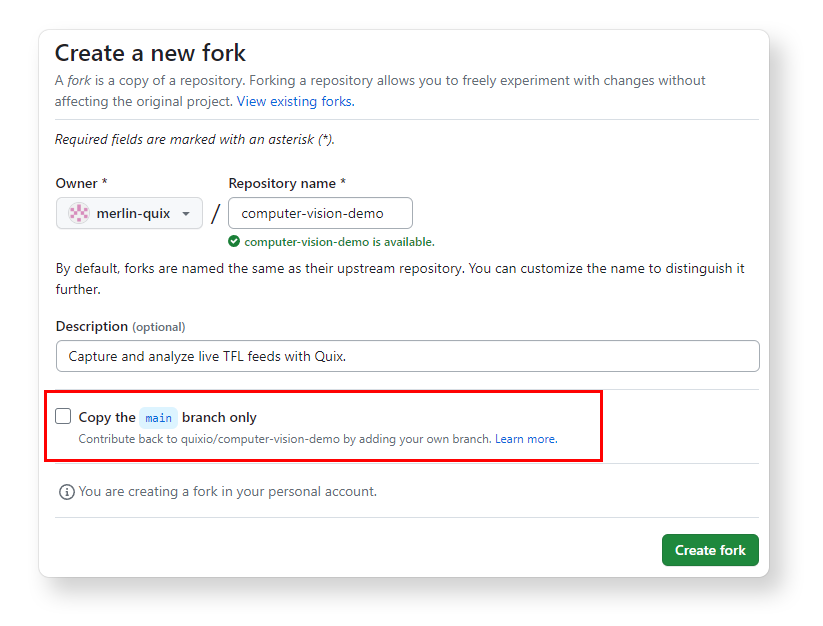 Create a new fork
A fork is a copy of a repository. Forking a repository allows you to freely experiment with changes without
affecting the original project. View existing forks.
Required fields are marked with an asterisk (*).
Owner * Repository name *
merlin-quix / computer-vision-demo
computer-vision-demo is available.
By default, forks are named the same as their upstream repository. You can customize the name to distinguish it
further.
Description (optional)
Capture and analyze live TFL feeds with Quix.
Copy the main branch only
Contribute back to quixio/computer-vision-demo by adding your own branch. Learn more.
You are creating a fork in your personal account.
Create fork